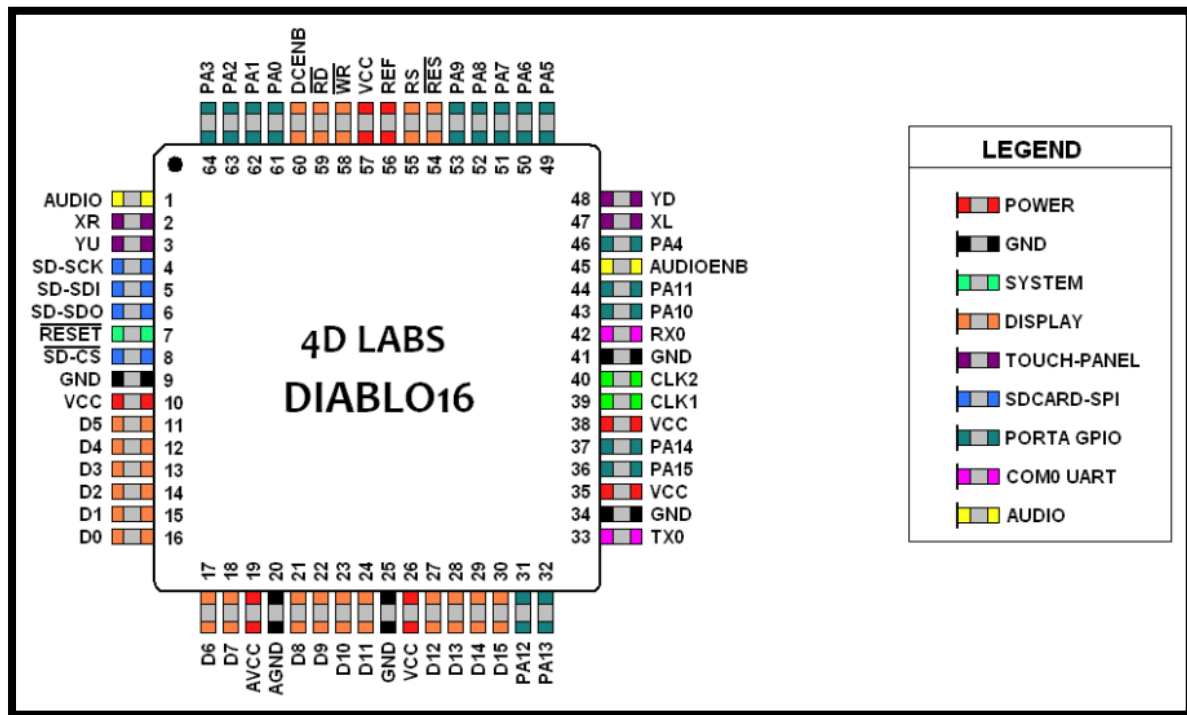 PA3 PA2 PA1 PA0 DCENB RD WR VCC REF RS RES PA9 PA8 PA7 PA6 PA5
64 63 62 61 60 59 58 57 56 55 54 53 52 51 50 49
AUDIO 1
XR 2
YU 3
SD-SCK 4
SD-SDI 5
SD-SDO 6
RESET 7
SD-CS 8
GND 9
VCC 10
D5 11
D4 12
D3 13
D2 14
D1 15
D0 16
4D LABS
DIABLO16
48 YD
47 XL
46 PA4
45 AUDIOENB
44 PA11
43 PA10
42 RX0
41 GND
40 CLK2
39 CLK1
38 VCC
37 PA14
36 PA15
35 VCC
34 GND
33 TX0
17 18 19 20 21 22 23 24 25 26 27 28 29 30 31 32
D6 D7 AVCC AGND D8 D9 D10 D11 GND VCC D12 D13 D14 D15 PA12 PA13
LEGEND
POWER
GND
SYSTEM
DISPLAY
TOUCH-PANEL
SDCARD-SPI
PORTA GPIO
COM0 UART
AUDIO